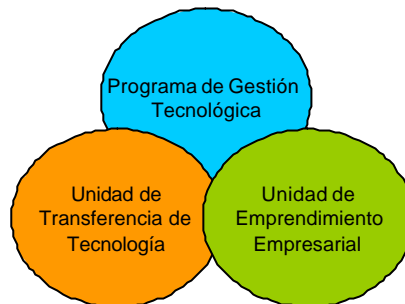 Programa de Gestión
Tecnológica
Unidad de
Transferencia de
Tecnología
Unidad de
Emprendimiento
Empresarial